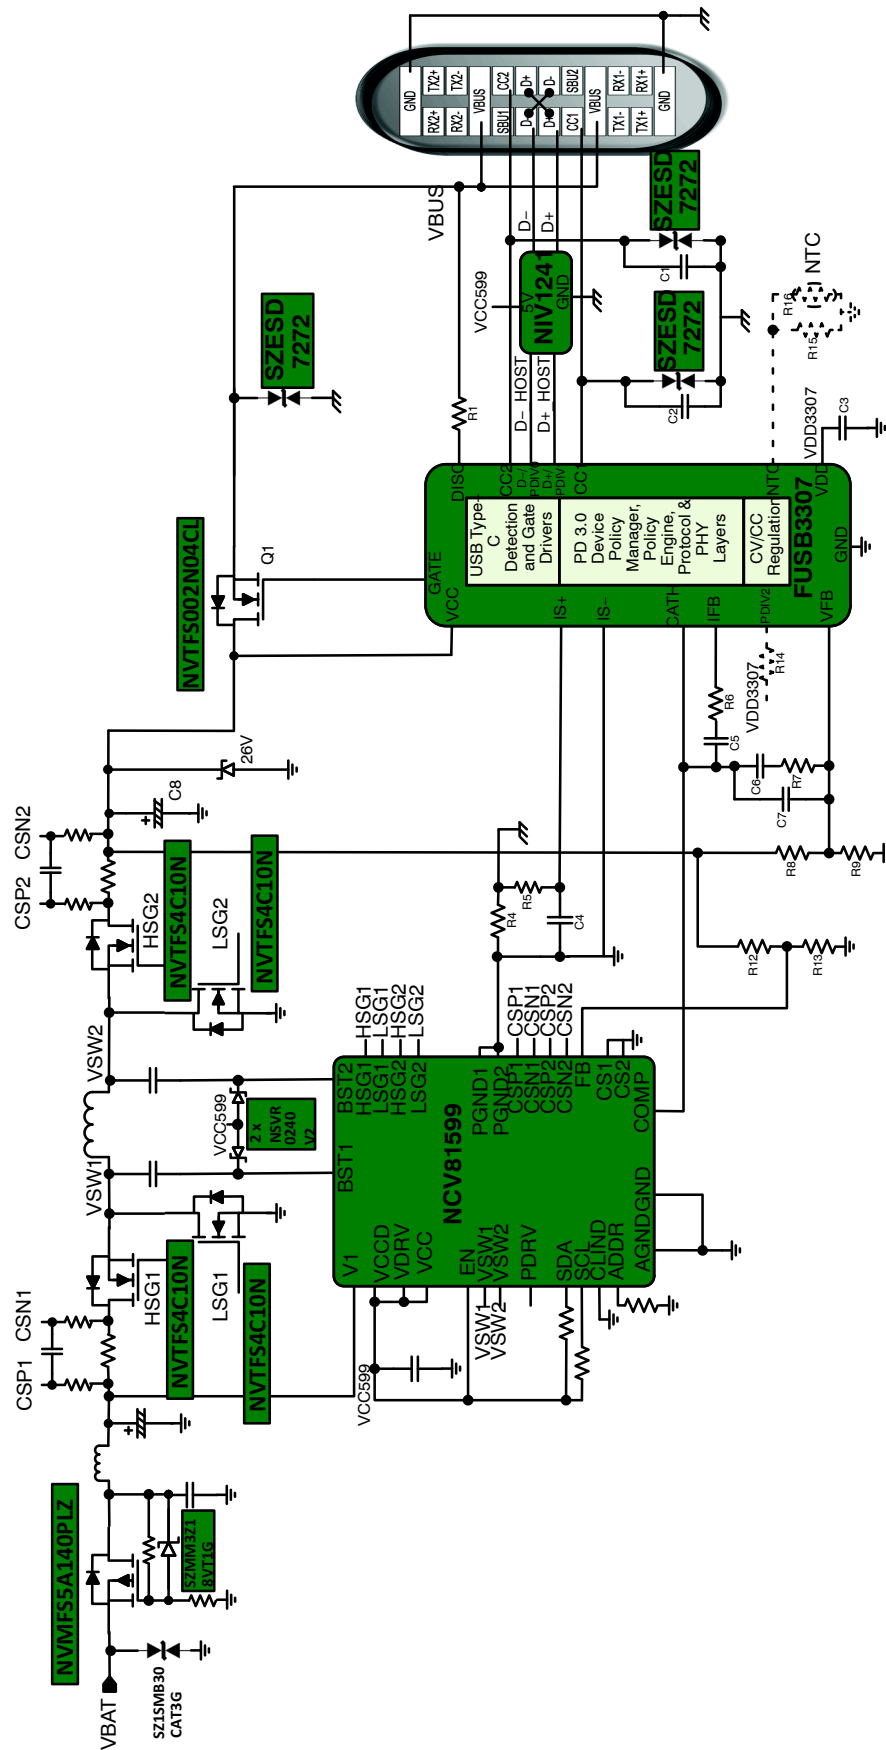 VBAT
SZ1SMB30
CAT3G
NVMFS5A140PLZ
SZMM3Z1
8VT1G
CSP1
CSN1
HSG1
NVTFS4C10N
LSG1
NVTFS4C10N
VSW1
VSW2
VCC599
2 x
NSVR
0240
V2
HSG2
NVTFS4C10N
LSG2
NVTFS4C10N
CSP2
CSN2
C8
26V
NVTFS002N04CL
Q1
SZESD
7272
VBUS
VCC599
V1
BST1
BST2
VCCD
VDRV
VCC
EN
VSW1
VSW2
VSW1
VSW2
PDRV
SDA
SCL
CLIND
ADDR
AGND
GND
COMP
NCV81599
HSG1
LSG1
HSG2
LSG2
HSG1
LSG1
HSG2
LSG2
PGND1
PGND2
CSP1
CSN1
CSP2
CSN2
FB
CSP1
CSN1
CSP2
CSN2
CS1
CS2
R4
R5
C4
R12
R13
R8
R9
C7
C6
R7
C5
R6
VDD3307
R14
GATE
VCC
IS+
IS−
CATH
IFB
PDIV2
VFB
USB Type-
C
Detection
and Gate
Drivers
PD 3.0
Device
Policy
Manager,
Policy
Engine,
Protocol &
PHY
Layers
CV/CC
Regulation
FUSB3307
GND
DISC
CC2
D−/
PDIV0
D+/
PDIV
CC1
NTC
VDD
R1
D− HOST
D+ HOST
VCC599
5V
NIV1241
GND
D−
D+
C2
SZESD
7272
C1
SZESD
7272
VDD3307
C3
R15
R16
NTC
GND
RX2+
TX2+
RX2-
TX2-
VBUS
SBU1
CC2
D-
D+
D+
D-
CC1
SBU2
VBUS
TX1-
RX1-
TX1+
RX1+
GND